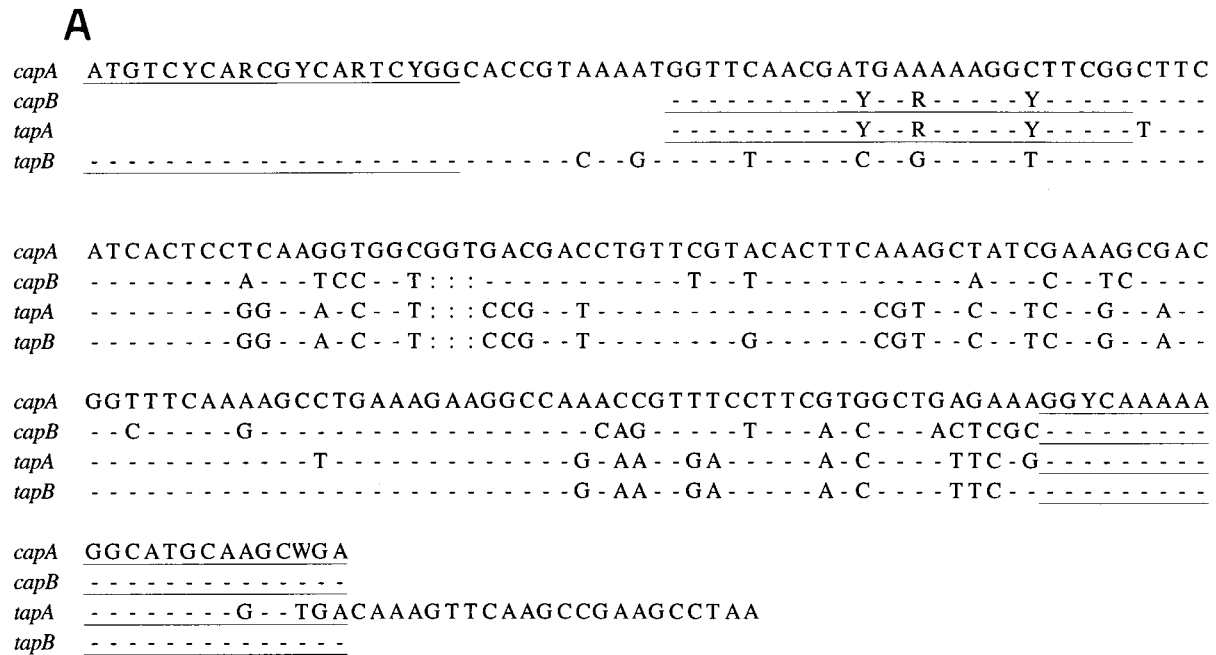 A
capA ATGTCYCARCGYCARTCYGGCACCGTAAAATGGTTCAACGATGAAAAAGGCTTCGGCTTC
capB ----------Y--R-----Y---------
tapA ----------Y--R-----Y-----T---
tapB --------------------------C--G-----T-----C--G-----T---------
capA ATCACTCCTCAAGGTGGCGGTGACGACCTGTTCGTACACTTCAAAGCTATCGAAAGCGAC
capB --------A---TCC--T:::-----------T--T-----------A---C--TC----
tapA --------GG--A-C--T:::CCG--T---------------CGT--C--TC--G--A--
tapB --------GG--A-C--T:::CCG--T--------G------CGT--C--TC--G--A--
capA GGTTTCAAAAGCCTGAAAGAAGGCCAAACCGTTTCCTTCGTGGCTGAGAAAGGYCAAAAA
capB --C-----G------------------CAG-----T---A-C---ACTCGC---------
tapA ------------T-------------G-AA--GA-----A-C----TTC-G---------
tapB --------------------------G-AA--GA-----A-C----TTC-----------
capA GGCATGCAAGCWGA
capB --------------
tapA --------G--TGACAAAGTTCAAGCCGAAGCCTAA
tapB --------------